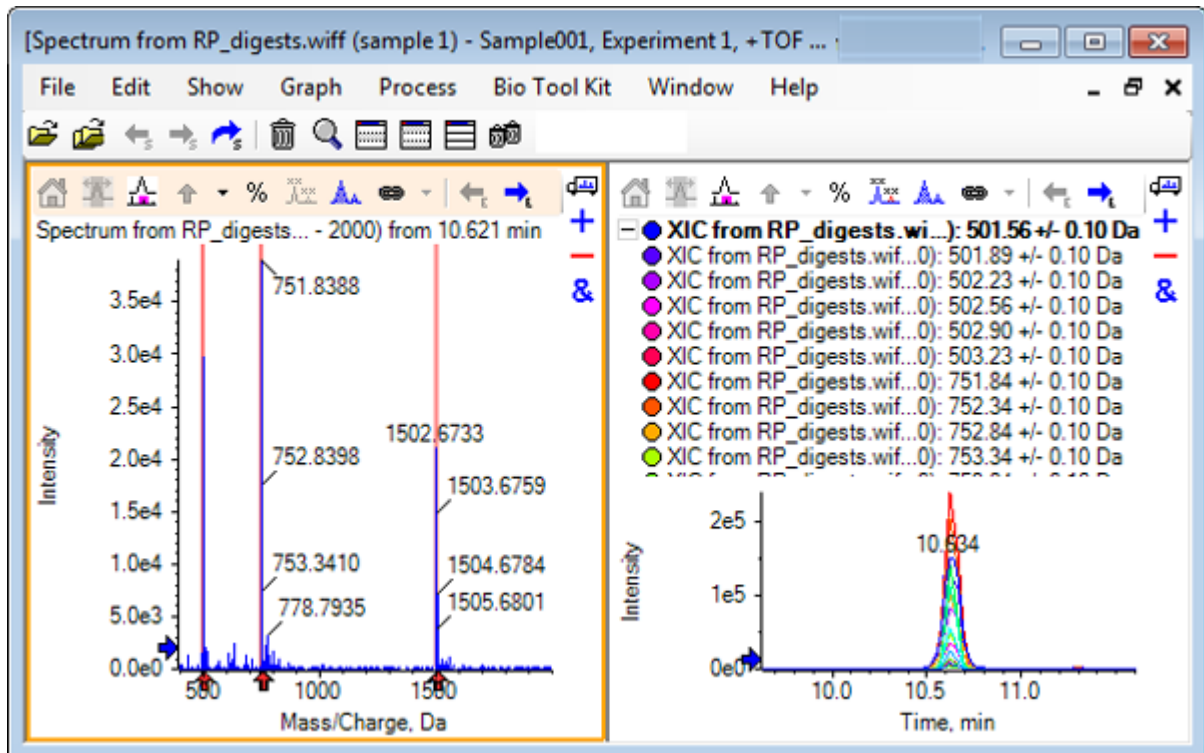 [Spectrum from RP_digests.wiff (sample 1) - Sample001, Experiment 1, +TOF ...
File Edit Show Graph Process Bio Tool Kit Window Help
Spectrum from RP_digests... - 2000) from 10.621 min
3.5e4
3.0e4
2.5e4
2.0e4
1.5e4
1.0e4
5.0e3
0.0e0
Intensity
751.8388
752.8398
753.3410
778.7935
1502.6733
1503.6759
1504.6784
1505.6801
500 1000 1500
Mass/Charge, Da
XIC from RP_digests.wi...): 501.56 +/- 0.10 Da
XIC from RP_digests.wif...0): 501.89 +/- 0.10 Da
XIC from RP_digests.wif...0): 502.23 +/- 0.10 Da
XIC from RP_digests.wif...0): 502.56 +/- 0.10 Da
XIC from RP_digests.wif...0): 502.90 +/- 0.10 Da
XIC from RP_digests.wif...0): 503.23 +/- 0.10 Da
XIC from RP_digests.wif...0): 751.84 +/- 0.10 Da
XIC from RP_digests.wif...0): 752.34 +/- 0.10 Da
XIC from RP_digests.wif...0): 752.84 +/- 0.10 Da
XIC from RP_digests.wif...0): 753.34 +/- 0.10 Da
2e5
1e5
0e0
Intensity
10.634
10.0 10.5 11.0
Time, min